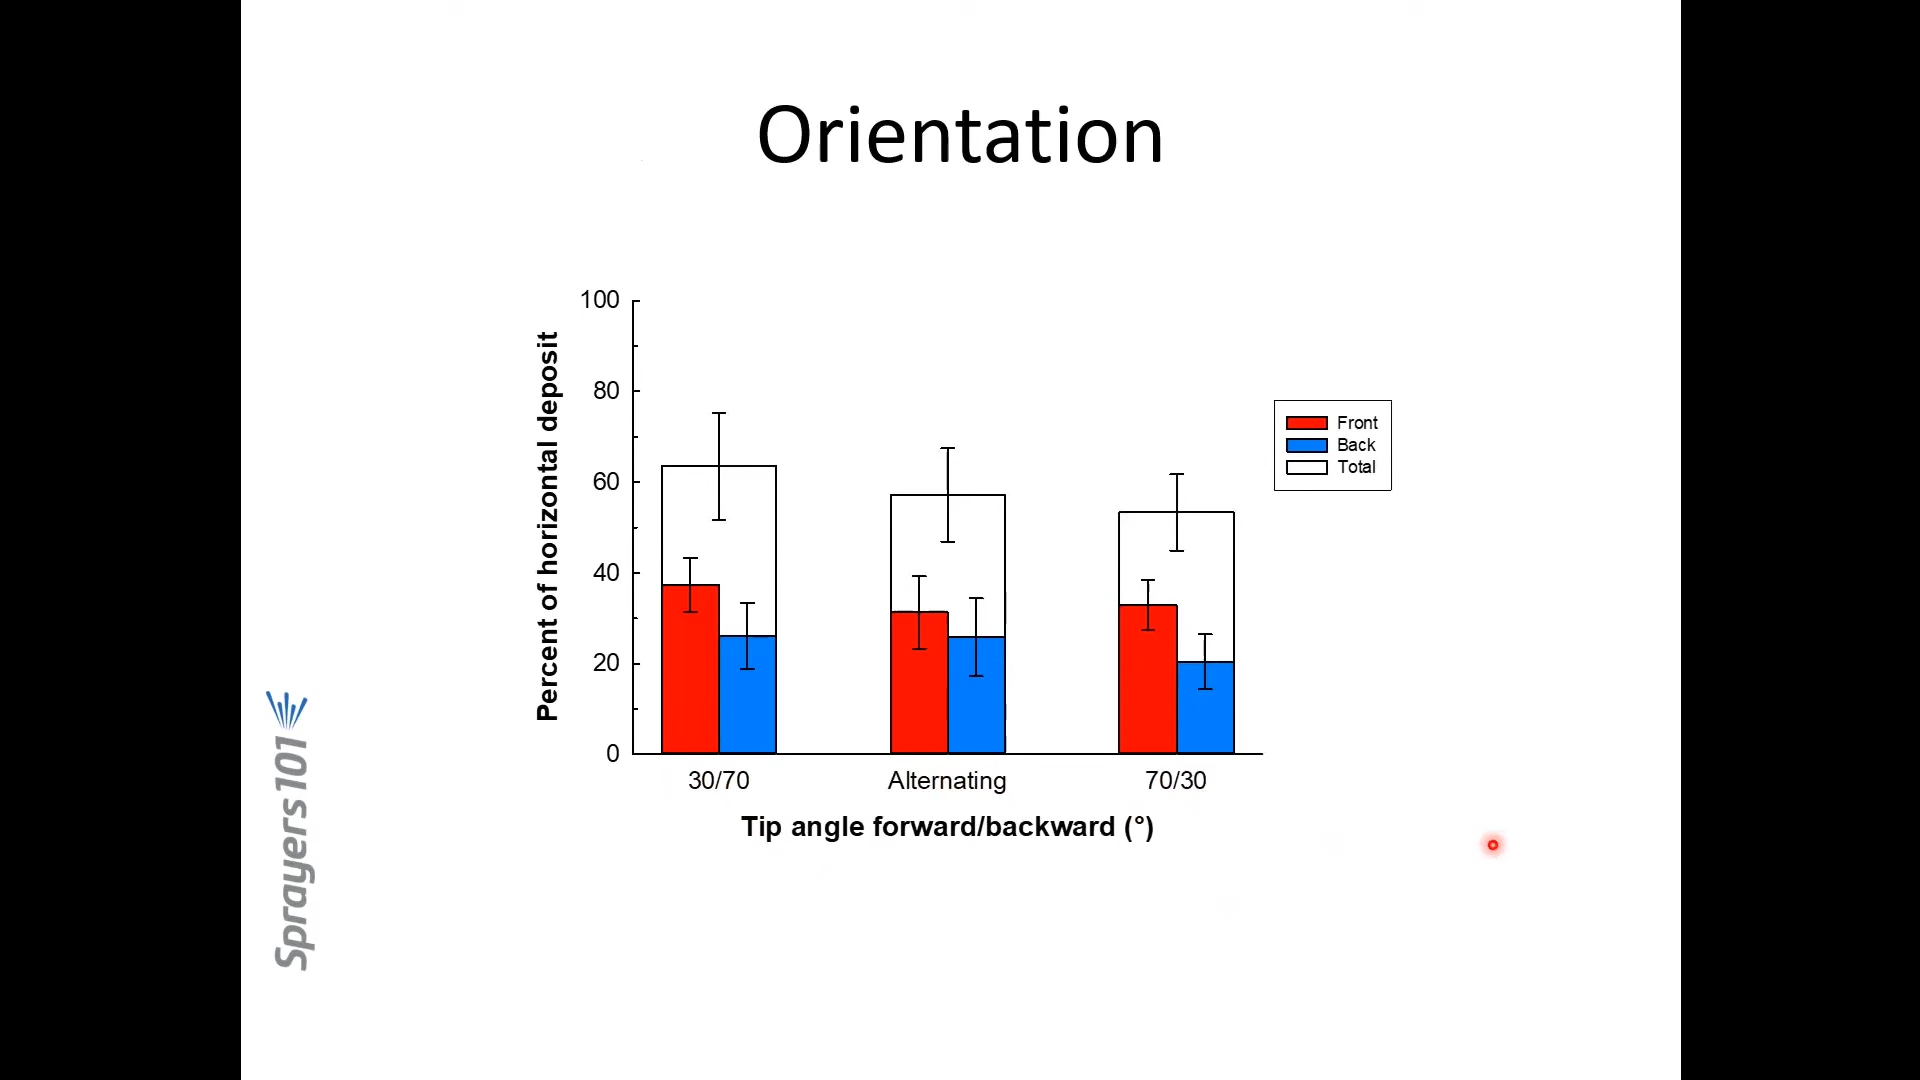 Orientation
Percent of horizontal deposit
100
80
60
40
20
0
30/70
Alternating
70/30
Tip angle forward/backward (°)
Front
Back
Total
Sprayers101